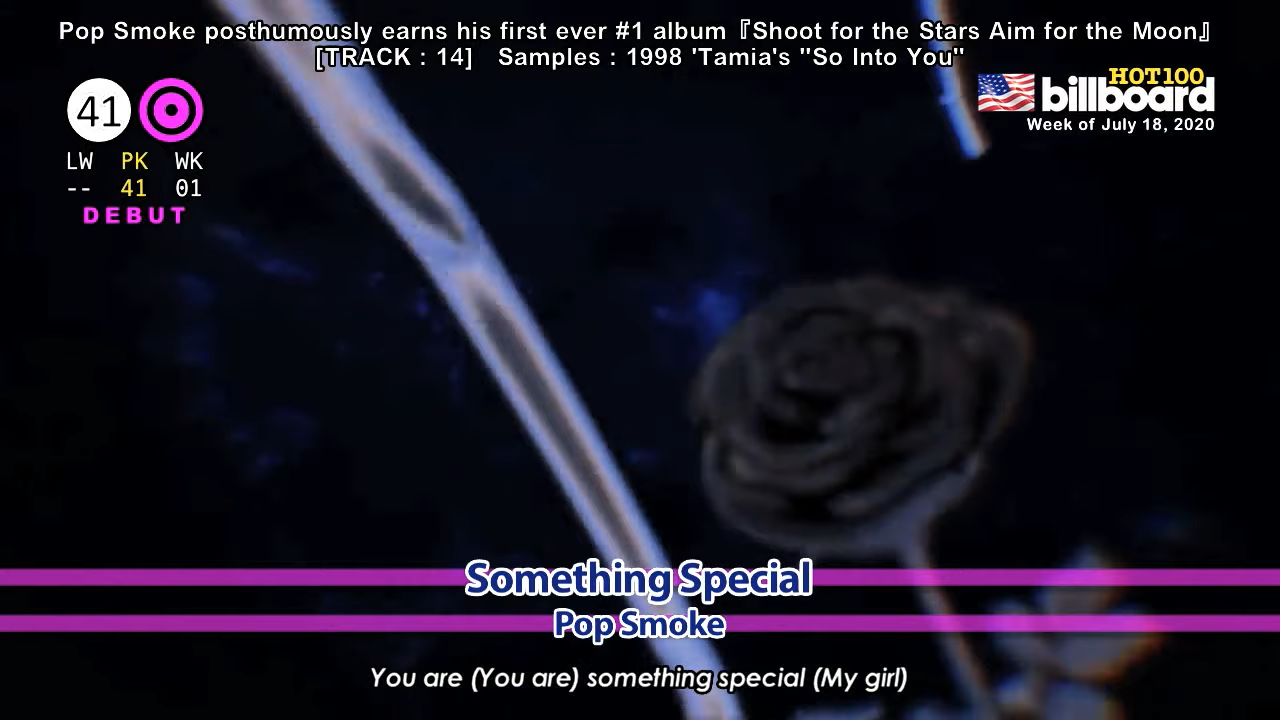 Pop Smoke posthumously earns his first ever #1 album『Shoot for the Stars Aim for the Moon』
[TRACK : 14] Samples : 1998 'Tamia's "So Into You"
41
HOT100
billboard
Week of July 18, 2020
LW PK WK
-- 41 01
DEBUT
Something Special
Pop Smoke
You are (You are) something special (My girl)